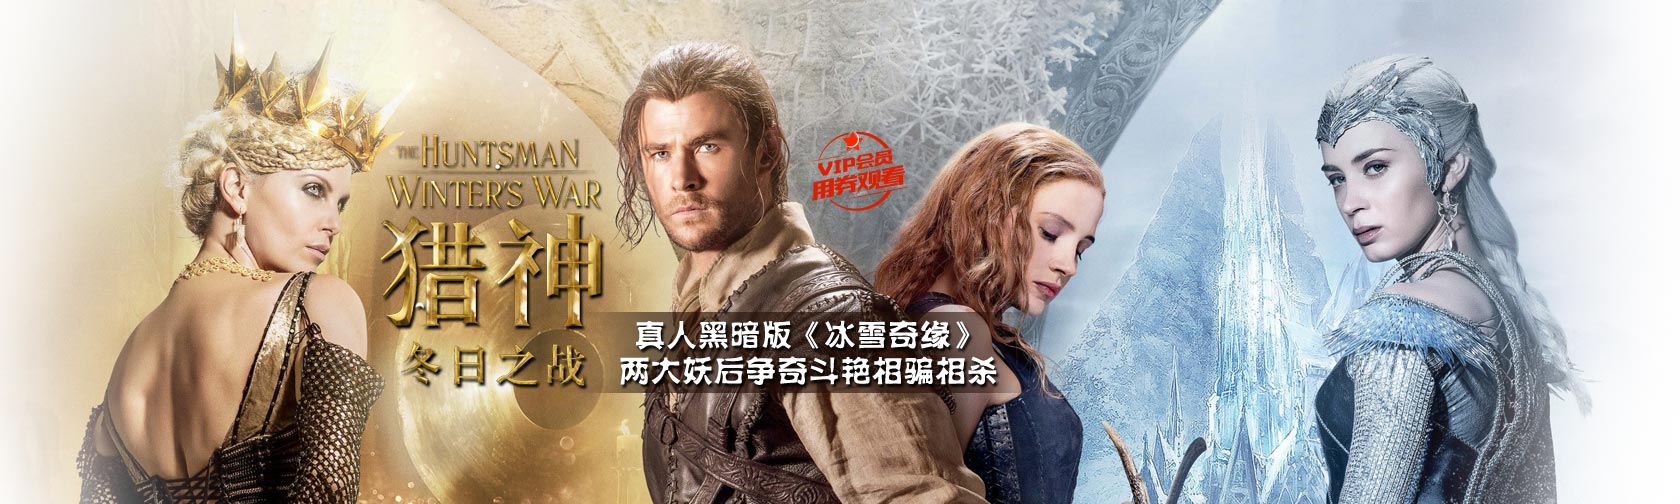 THE HUNTSMAN
WINTER'S WAR
猎神
冬日之战
VIP会员
用券观看
真人黑暗版《冰雪奇缘》
两大妖后争奇斗艳相骗相杀